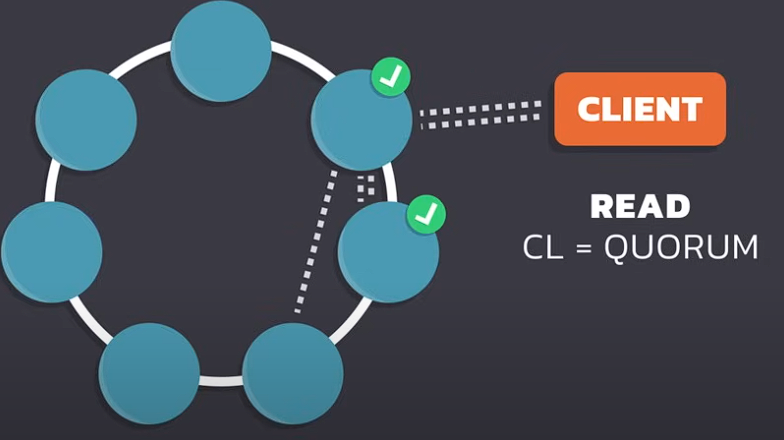 CLIENT
READ
CL = QUORUM